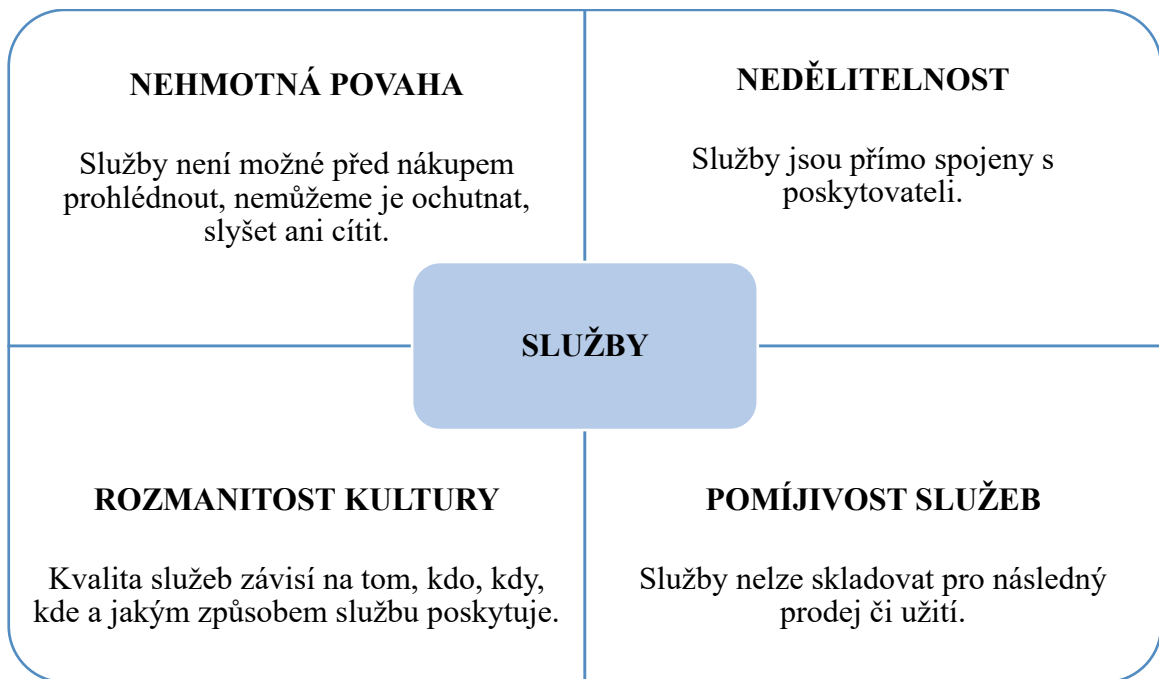 NEHMOTNÁ POVAHA
Služby není možné před nákupem
prohlédnout, nemůžeme je ochutnat,
slyšet ani cítit.
NEDĚLITELNOST
Služby jsou přímo spojeny s
poskytovateli.
SLUŽBY
ROZMANITOST KULTURY
Kvalita služeb závisí na tom, kdo, kdy,
kde a jakým způsobem službu poskytuje.
POMÍJIVOST SLUŽEB
Služby nelze skladovat pro následný
prodej či užití.